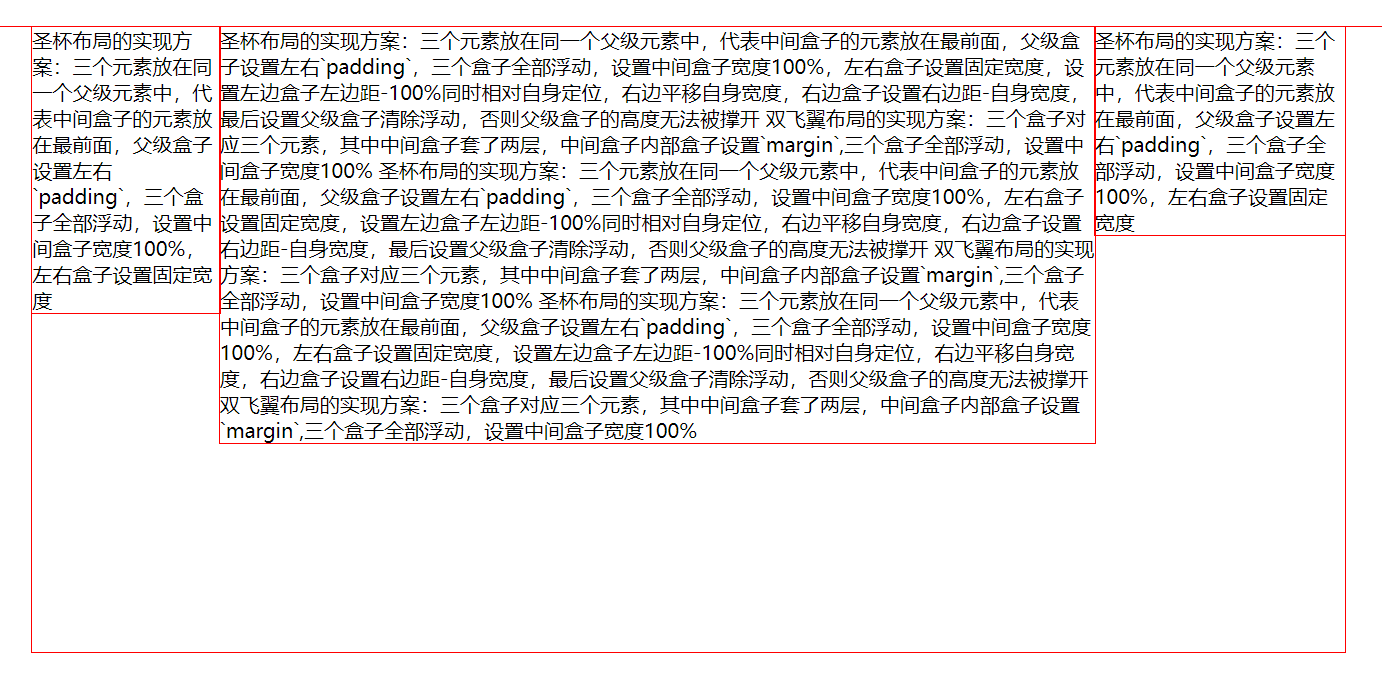 圣杯布局的实现方
案：三个元素放在同
一个父级元素中，代
表中间盒子的元素放
在最前面，父级盒子
设置左右
`padding`，三个盒
子全部浮动，设置中
间盒子宽度100%，
左右盒子设置固定宽
度
圣杯布局的实现方案：三个元素放在同一个父级元素中，代表中间盒子的元素放在最前面，父级盒
子设置左右`padding`，三个盒子全部浮动，设置中间盒子宽度100%，左右盒子设置固定宽度，设
置左边盒子左边距-100%同时相对自身定位，右边平移自身宽度，右边盒子设置右边距-自身宽度，
最后设置父级盒子清除浮动，否则父级盒子的高度无法被撑开 双飞翼布局的实现方案：三个盒子对
应三个元素，其中中间盒子套了两层，中间盒子内部盒子设置`margin`,三个盒子全部浮动，设置中
间盒子宽度100% 圣杯布局的实现方案：三个元素放在同一个父级元素中，代表中间盒子的元素放
在最前面，父级盒子设置左右`padding`，三个盒子全部浮动，设置中间盒子宽度100%，左右盒子
设置固定宽度，设置左边盒子左边距-100%同时相对自身定位，右边平移自身宽度，右边盒子设置
右边距-自身宽度，最后设置父级盒子清除浮动，否则父级盒子的高度无法被撑开 双飞翼布局的实现
方案：三个盒子对应三个元素，其中中间盒子套了两层，中间盒子内部盒子设置`margin`,三个盒子
全部浮动，设置中间盒子宽度100% 圣杯布局的实现方案：三个元素放在同一个父级元素中，代表
中间盒子的元素放在最前面，父级盒子设置左右`padding`，三个盒子全部浮动，设置中间盒子宽度
100%，左右盒子设置固定宽度，设置左边盒子左边距-100%同时相对自身定位，右边平移自身宽
度，右边盒子设置右边距-自身宽度，最后设置父级盒子清除浮动，否则父级盒子的高度无法被撑开
双飞翼布局的实现方案：三个盒子对应三个元素，其中中间盒子套了两层，中间盒子内部盒子设置
`margin`,三个盒子全部浮动，设置中间盒子宽度100%
圣杯布局的实现方案：三个
元素放在同一个父级元素
中，代表中间盒子的元素放
在最前面，父级盒子设置左
右`padding`，三个盒子全
部浮动，设置中间盒子宽度
100%，左右盒子设置固定
宽度